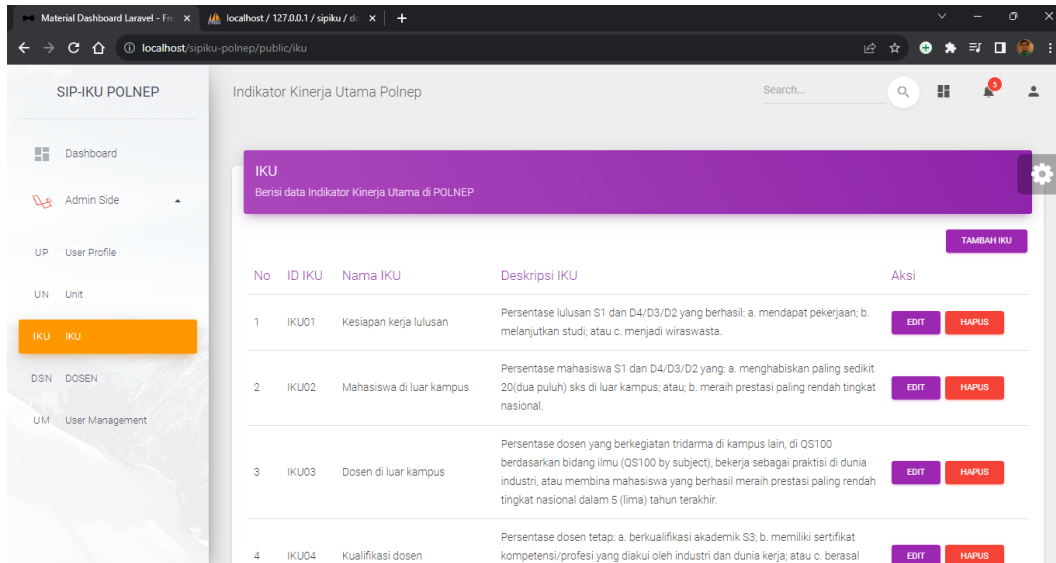 Material Dashboard Laravel - Fr
localhost / 127.0.0.1 / sipiku / d
localhost/sipiku-polnep/public/iku
SIP-IKU POLNEP
Indikator Kinerja Utama Polnep
Search...
5
Dashboard
Admin Side
UP User Profile
UN Unit
IKU IKU
DSN DOSEN
UM User Management
IKU
Berisi data Indikator Kinerja Utama di POLNEP
TAMBAH IKU
No ID IKU Nama IKU Deskripsi IKU Aksi
1 IKU01 Kesiapan kerja lulusan
Persentase lulusan S1 dan D4/D3/D2 yang berhasil: a. mendapat pekerjaan; b.
melanjutkan studi; atau c. menjadi wiraswasta.
EDIT HAPUS
2 IKU02 Mahasiswa di luar kampus
Persentase mahasiswa S1 dan D4/D3/D2 yang: a. menghabiskan paling sedikit
20(dua puluh) sks di luar kampus; atau; b. meraih prestasi paling rendah tingkat
nasional.
EDIT HAPUS
3 IKU03 Dosen di luar kampus
Persentase dosen yang berkegiatan tridarma di kampus lain, di QS100
berdasarkan bidang ilmu (QS100 by subject), bekerja sebagai praktisi di dunia
industri, atau membina mahasiswa yang berhasil meraih prestasi paling rendah
tingkat nasional dalam 5 (lima) tahun terakhir.
EDIT HAPUS
4 IKU04 Kualifikasi dosen
Persentase dosen tetap: a. berkualifikasi akademik S3; b. memiliki sertifikat
kompetensi/profesi yang diakui oleh industri dan dunia kerja; atau c. berasal
EDIT HAPUS